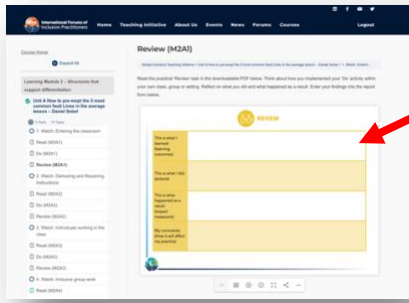 International Forums of
Inclusion Practitioners
Home Teaching Initiative About Us Events News Forums Courses Logout
Course Home
Expand All
Learning Module 2 – Structures that
support differentiation
Unit A How to pre-empt the 5 most
common fault Lines in the average
lesson – Daniel Sobel
1. Watch: Entering the classroom
Read (M2A1)
Do (M2A1)
Review (M2A1)
2. Watch: Delivering and Receiving
Instructions
Read (M2A2)
Do (M2A2)
Review (M2A2)
3. Watch: Individuals working in the
class
Read (M2A3)
Do (M2A3)
Review (M2A3)
4. Watch: Inclusive group work
Read (M2A4)
Review (M2A1)
Read the practical 'Review' task in the downloadable PDF below. Think about how you implemented your 'Do' activity within
your own class, group or setting. Reflect on what you did and what happened as a result. Enter your findings into the report
form below.
REVIEW
This is what I
learned
(learning
outcomes)
This is what I did
(actions)
This is what
happened as a
result
(impact
measures)
My comments
(how it will affect
my practice)